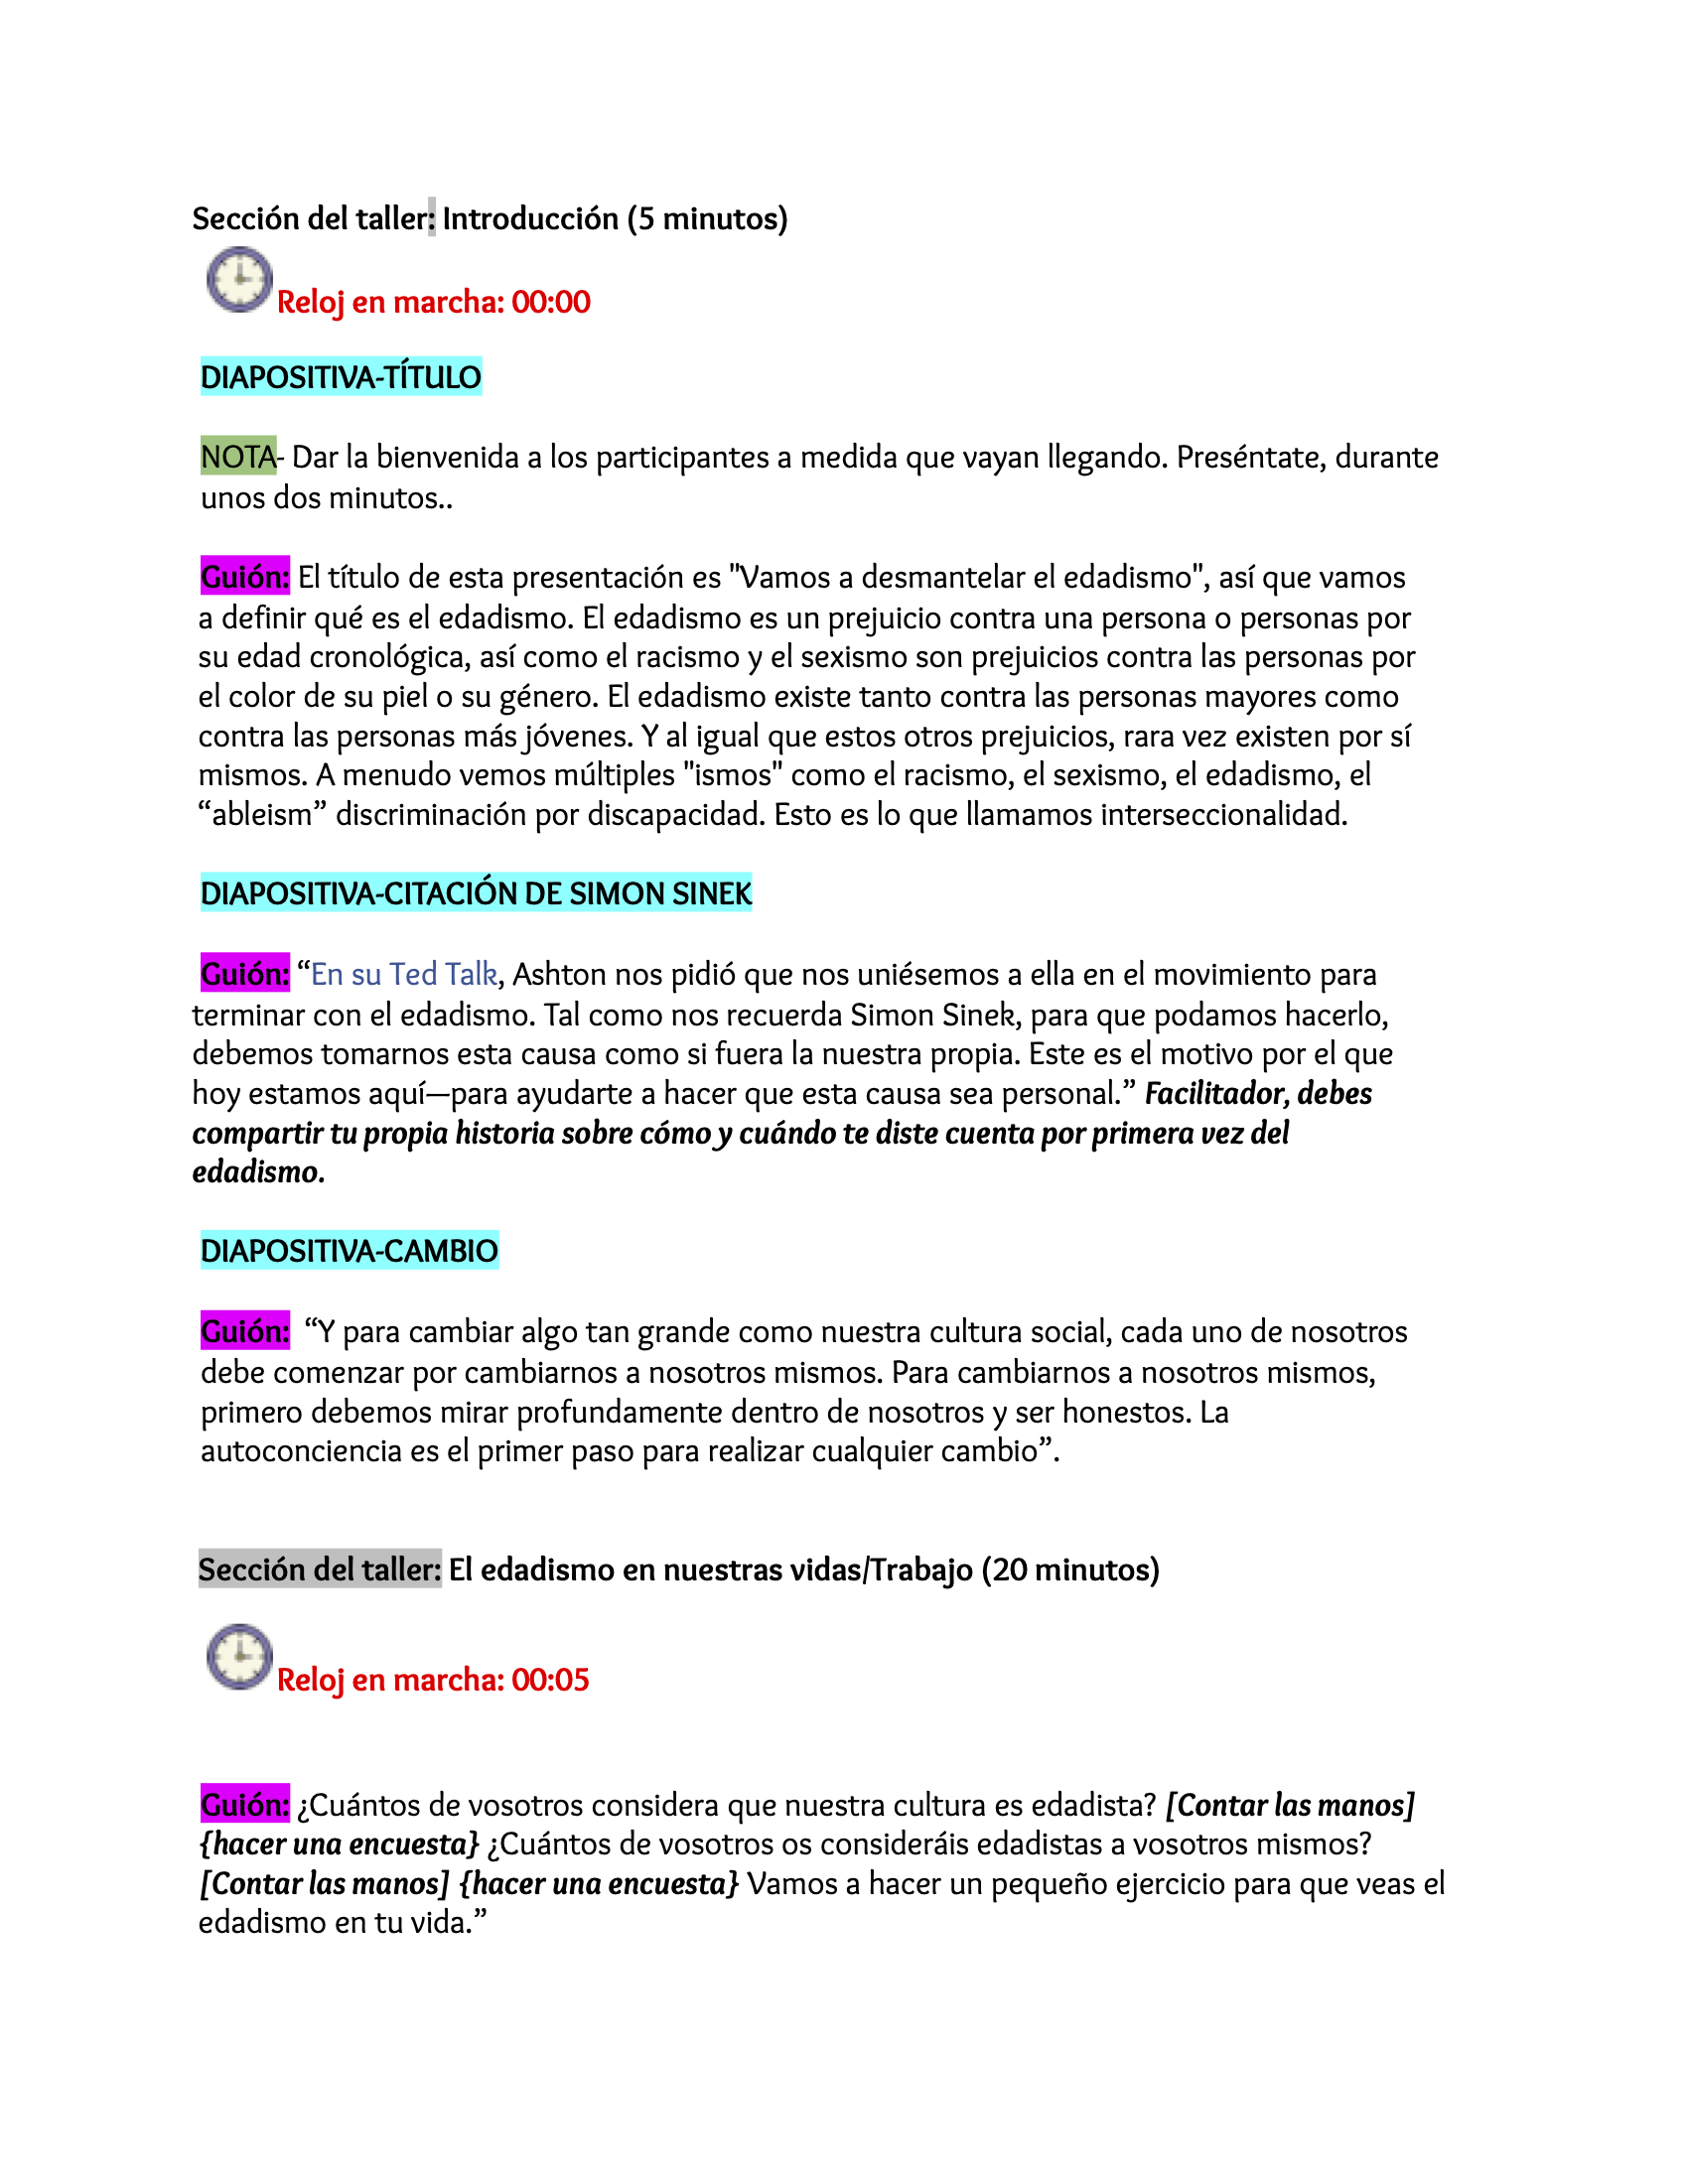 Sección del taller: Introducción (5 minutos)
Reloj en marcha: 00:00
DIAPOSITIVA-TÍTULO
NOTA- Dar la bienvenida a los participantes a medida que vayan llegando. Preséntate, durante
unos dos minutos..
Guión: El título de esta presentación es "Vamos a desmantelar el edadismo", así que vamos
a definir qué es el edadismo. El edadismo es un prejuicio contra una persona o personas por
su edad cronológica, así como el racismo y el sexismo son prejuicios contra las personas por
el color de su piel o su género. El edadismo existe tanto contra las personas mayores como
contra las personas más jóvenes. Y al igual que estos otros prejuicios, rara vez existen por sí
mismos. A menudo vemos múltiples "ismos" como el racismo, el sexismo, el edadismo, el
“ableism” discriminación por discapacidad. Esto es lo que llamamos interseccionalidad.
DIAPOSITIVA-CITACIÓN DE SIMON SINEK
Guión: “En su Ted Talk, Ashton nos pidió que nos uniésemos a ella en el movimiento para
terminar con el edadismo. Tal como nos recuerda Simon Sinek, para que podamos hacerlo,
debemos tomarnos esta causa como si fuera la nuestra propia. Este es el motivo por el que
hoy estamos aquí—para ayudarte a hacer que esta causa sea personal.” Facilitador, debes
compartir tu propia historia sobre cómo y cuándo te diste cuenta por primera vez del
edadismo.
DIAPOSITIVA-CAMBIO
Guión: “Y para cambiar algo tan grande como nuestra cultura social, cada uno de nosotros
debe comenzar por cambiarnos a nosotros mismos. Para cambiarnos a nosotros mismos,
primero debemos mirar profundamente dentro de nosotros y ser honestos. La
autoconciencia es el primer paso para realizar cualquier cambio”.
Sección del taller: El edadismo en nuestras vidas/Trabajo (20 minutos)
Reloj en marcha: 00:05
Guión: ¿Cuántos de vosotros considera que nuestra cultura es edadista? [Contar las manos]
{hacer una encuesta} ¿Cuántos de vosotros os consideráis edadistas a vosotros mismos?
[Contar las manos] {hacer una encuesta} Vamos a hacer un pequeño ejercicio para que veas el
edadismo en tu vida.”